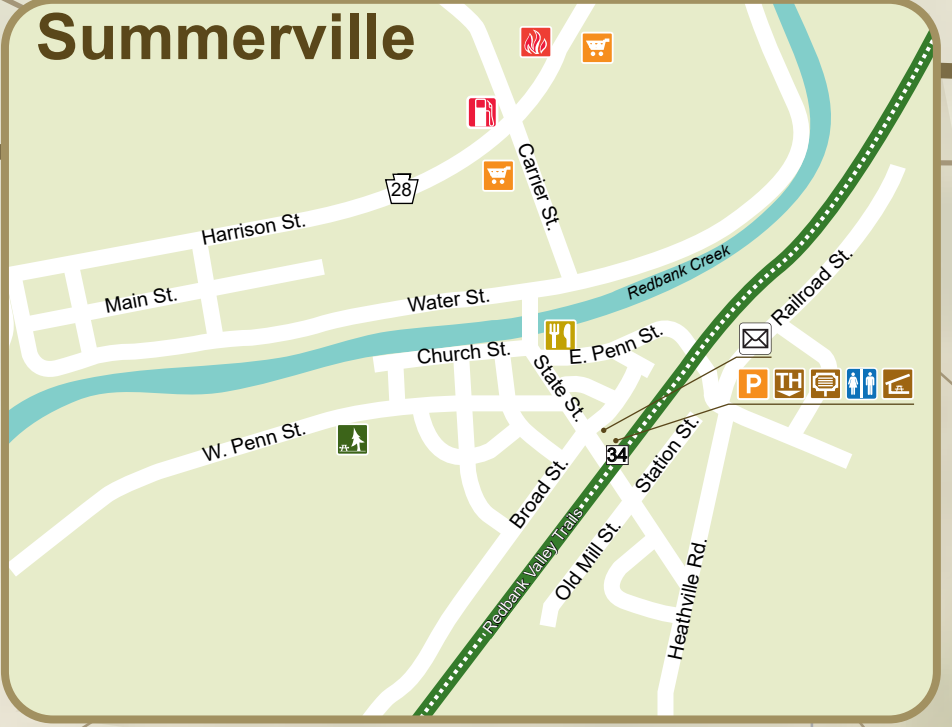 Summerville
Carrier St.
28
Harrison St.
Redbank Creek
Main St.
Water St.
Railroad St.
Church St.
E. Penn St.
State St.
P
TH
W. Penn St.
34
Station St.
Broad St.
Redbank Valley Trails
Old Mill St.
Heathville Rd.